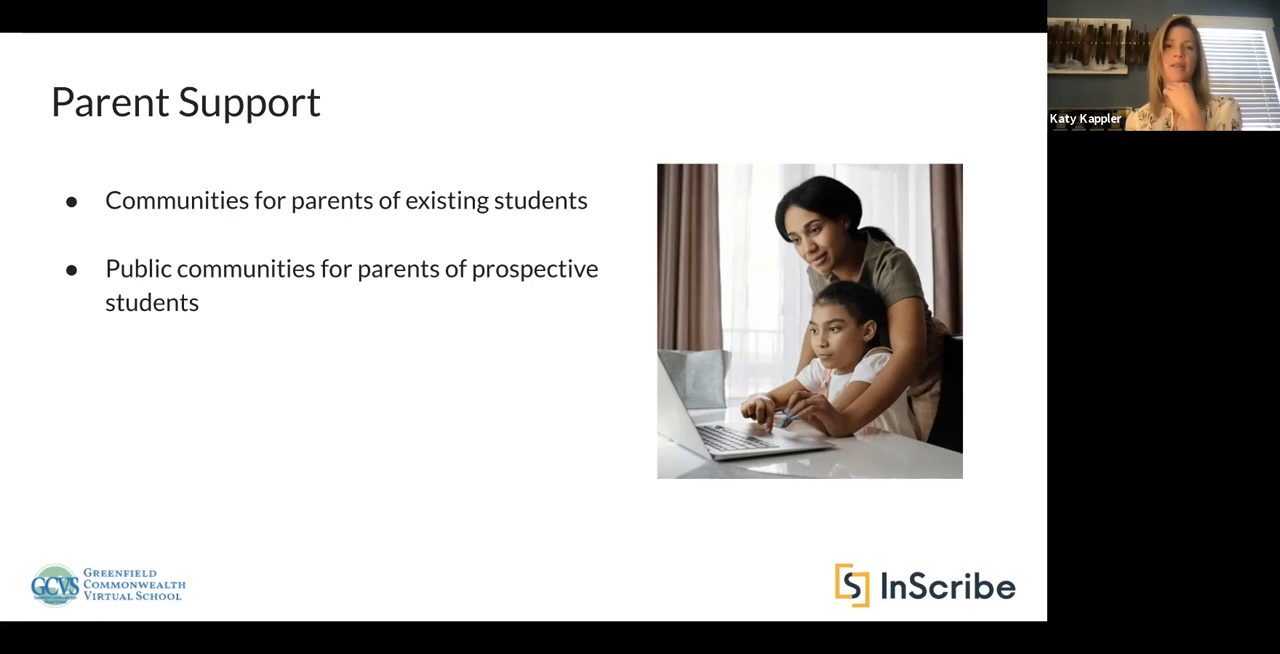 Parent Support
Katy Kappler
● Communities for parents of existing students
● Public communities for parents of prospective
students
GCVS
GREENFIELD
COMMONWEALTH
VIRTUAL SCHOOL
InScribe